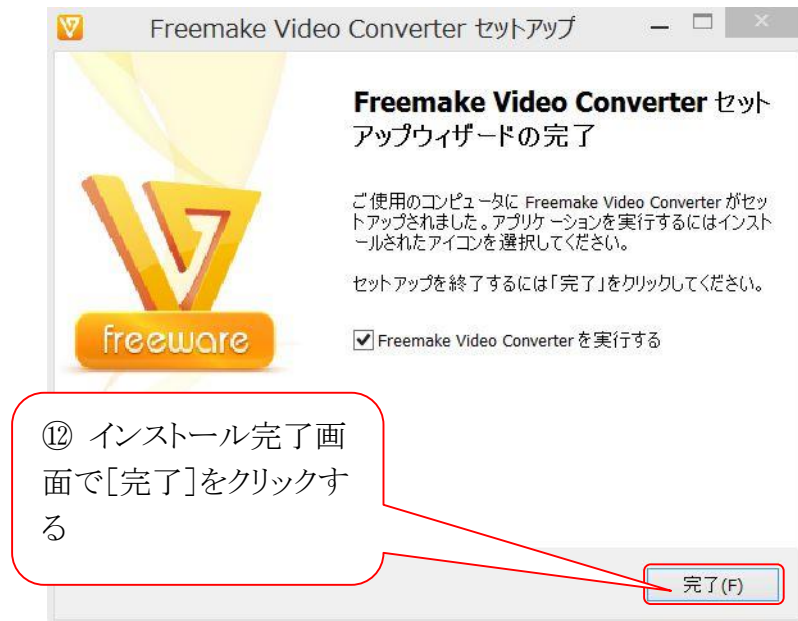 Freemake Video Converter セットアップ
Freemake Video Converter セット
アップウィザードの完了
ご使用のコンピュータに Freemake Video Converter がセッ
トアップされました。アプリケーションを実行するにはインスト
ールされたアイコンを選択してください。
セットアップを終了するには「完了」をクリックしてください。
freeware
Freemake Video Converter を実行する
⑫ インストール完了画
面で[完了]をクリックす
る
完了(F)